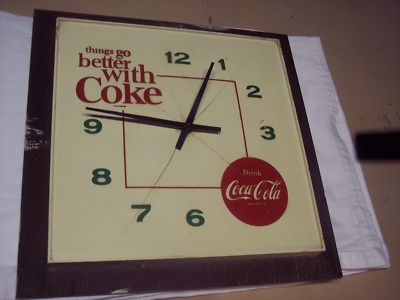 things go
better
with
Coke
12
1
2
3
6
7
8
9
Drink
Coca-Cola